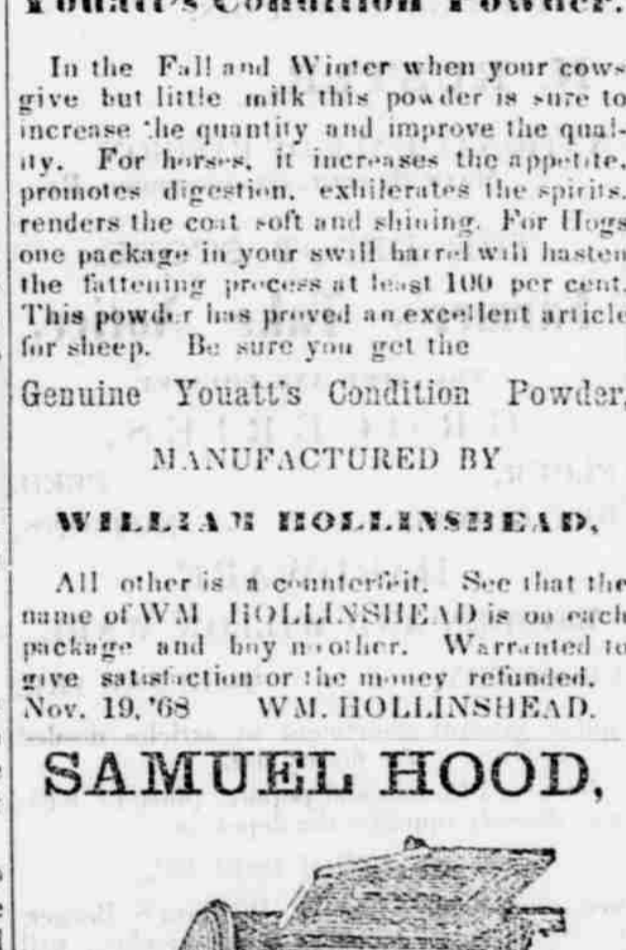 Youatt's Condition Powder.
In the Fall and Winter when your cows
give but little milk this powder is sure to
increase the quantity and improve the qual-
ity. For horses, it increases the appetite,
promotes digestion, exhilerates the spirits,
renders the coat soft and shining. For Hogs
one package in your swill barrel will hasten
the fattening process at least 100 per cent.
This powder has proved an excellent article
for sheep. Be sure you get the
Genuine Youatt's Condition Powder,
MANUFACTURED BY
WILLIAM HOLLINSHEAD,
All other is a counterfeit. See that the
name of WM HOLLINSHEAD is on each
package and buy no other. Warranted to
give satisfaction or the money refunded.
Nov. 19, '68 WM. HOLLINSHEAD.
SAMUEL HOOD,